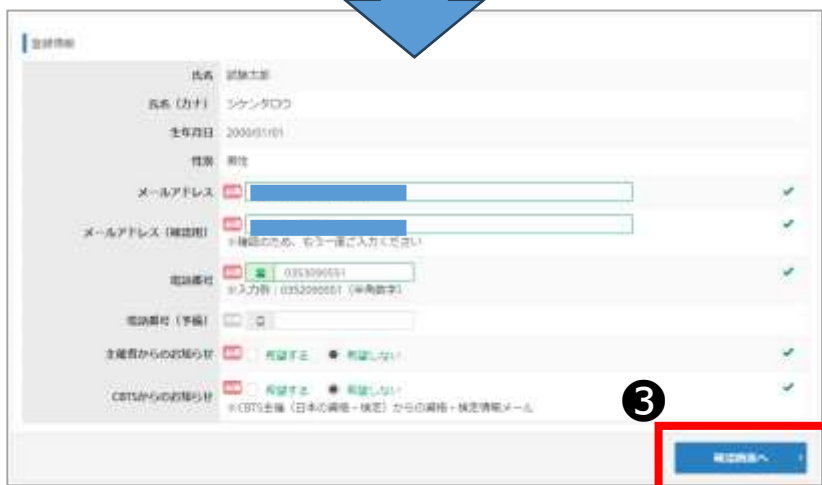 登録情報
氏名 試験太郎
氏名（カナ） シケンタロウ
生年月日 2000/01/01
性別 男性
メールアドレス
メールアドレス（確認用）
※確認のため、もう一度ご入力ください
電話番号 0353090551
※入力例：0352090551（半角数字）
電話番号（予備）
主催者からのお知らせ 希望する 希望しない
CBTSからのお知らせ 希望する 希望しない
※CBTS主催（日本の資格・検定）からの資格・検定情報メール
❸
確認画面へ